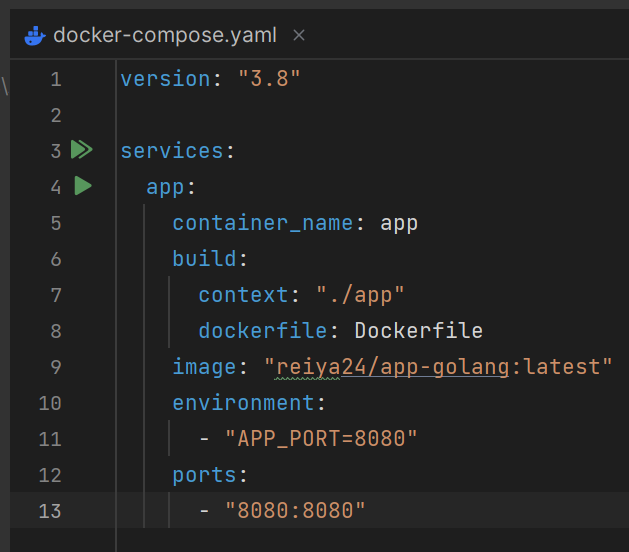 docker-compose.yaml
1 version: "3.8"
2
3 services:
4   app:
5     container_name: app
6     build:
7       context: "./app"
8       dockerfile: Dockerfile
9     image: "reiya24/app-golang:latest"
10     environment:
11       - "APP_PORT=8080"
12     ports:
13       - "8080:8080"